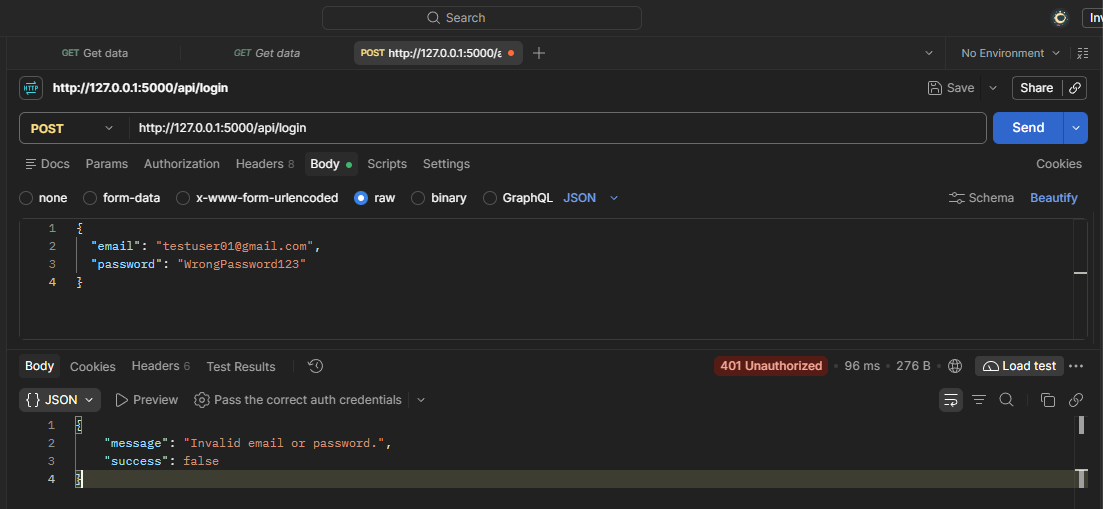 Search
Inv
GET Get data
GET Get data
POST http://127.0.0.1:5000/a
No Environment
HTTP http://127.0.0.1:5000/api/login
Save
Share
POST
http://127.0.0.1:5000/api/login
Send
Docs Params Authorization Headers 8 Body Scripts Settings Cookies
none form-data x-www-form-urlencoded raw binary GraphQL JSON Schema Beautify
1 {
2 "email": "testuser01@gmail.com",
3 "password": "WrongPassword123"
4 }
Body Cookies Headers 6 Test Results 401 Unauthorized • 96 ms • 276 B Load test
{} JSON Preview Pass the correct auth credentials
1 {
2 "message": "Invalid email or password.",
3 "success": false
4 }